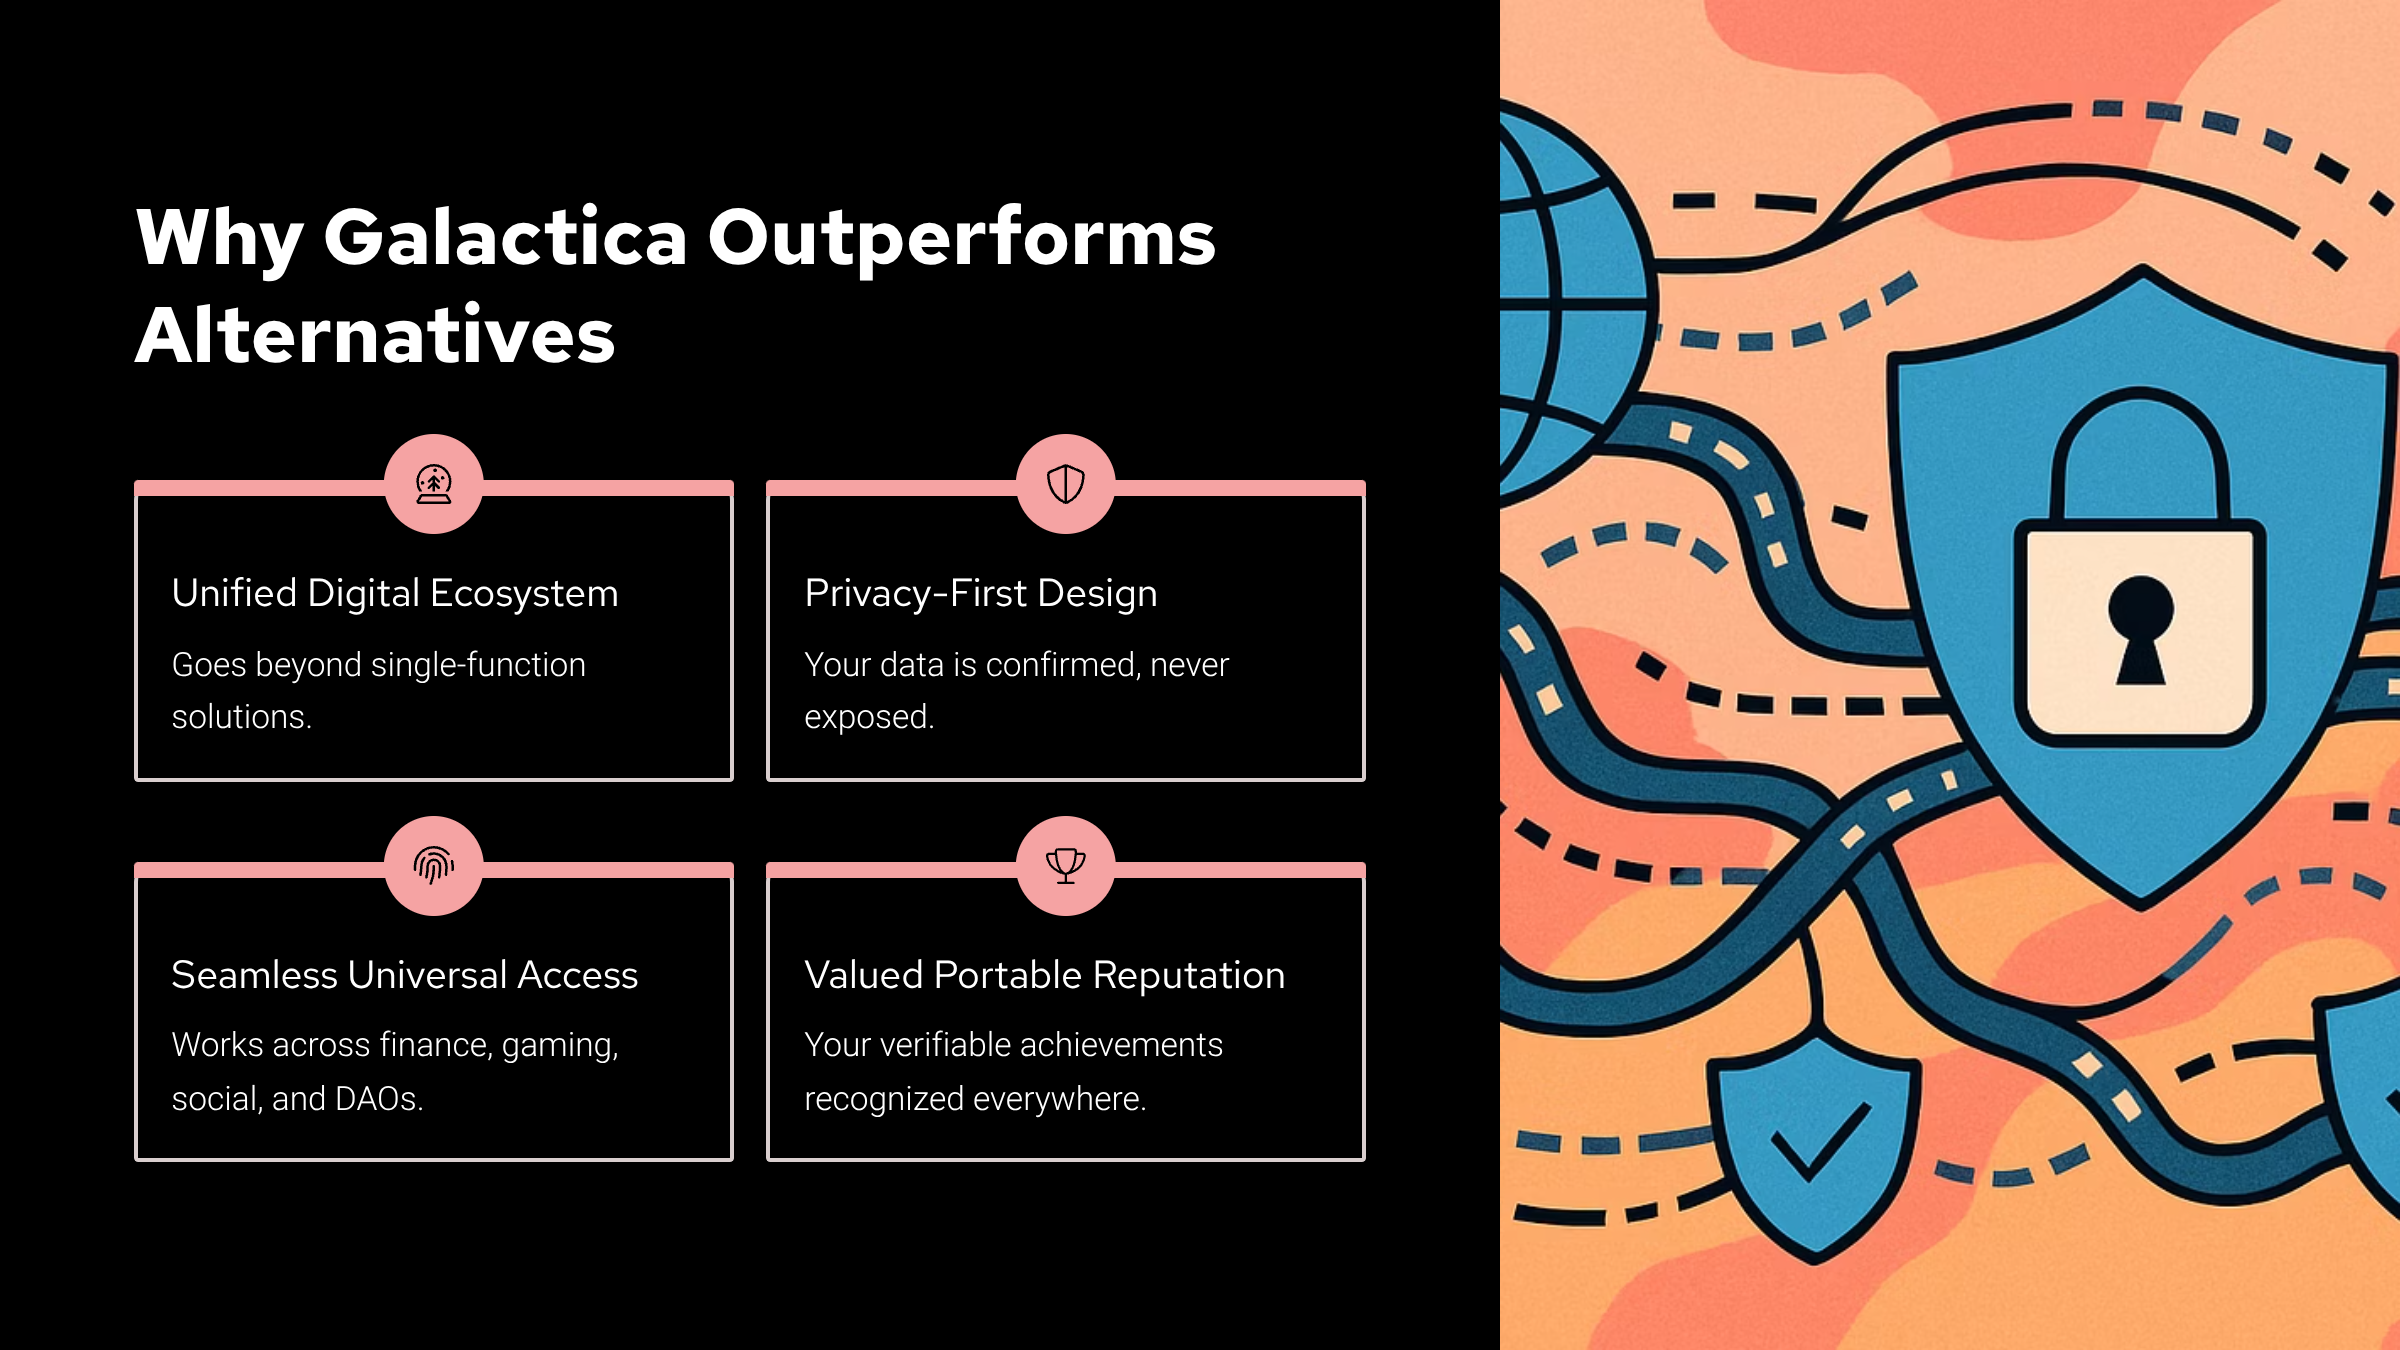 Why Galactica Outperforms
Alternatives
Unified Digital Ecosystem
Goes beyond single-function
solutions.
Privacy-First Design
Your data is confirmed, never
exposed.
Seamless Universal Access
Works across finance, gaming,
social, and DAOs.
Valued Portable Reputation
Your verifiable achievements
recognized everywhere.